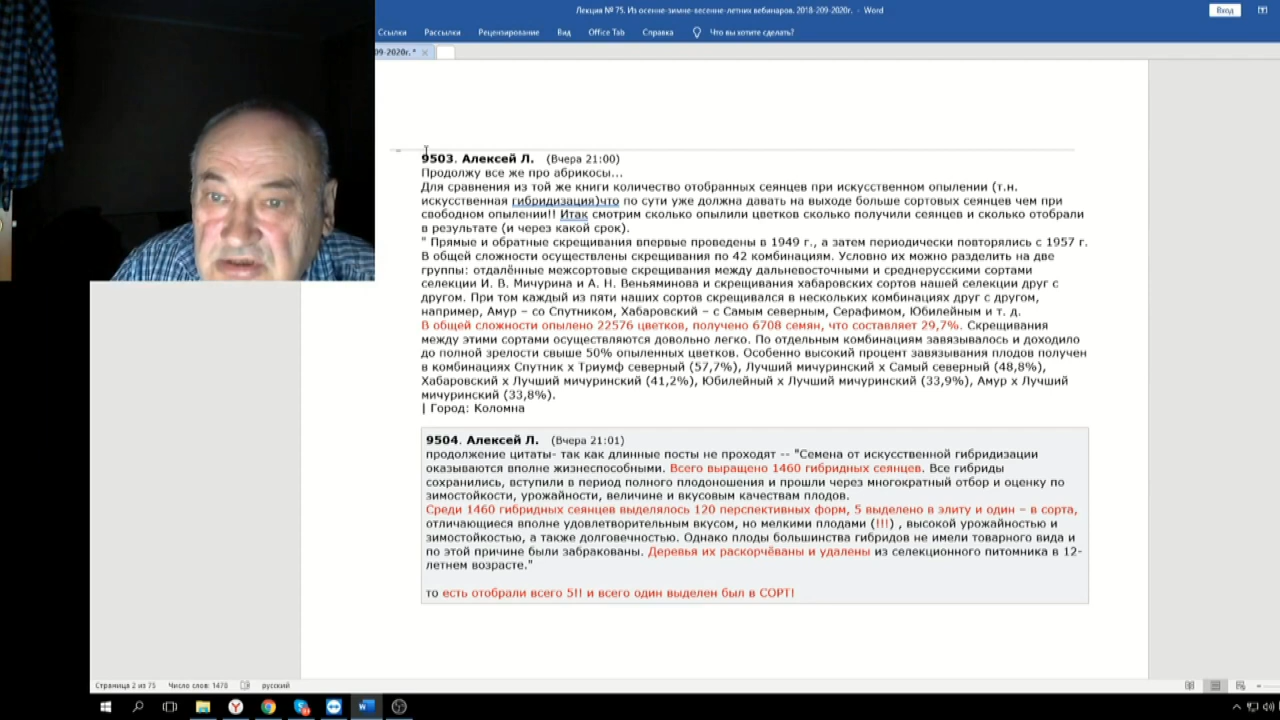 Лекция № 75. Из осенне-зимне-весенне-летних вебинаров. 2018-209-2020г. - Word
Вход
Ссылки Рассылки Рецензирование Вид Office Tab Справка Что вы хотите сделать?
09-2020г. *
9503. Алексей Л. (Вчера 21:00)
Продолжу все же про абрикосы...
Для сравнения из той же книги количество отобранных сеянцев при искусственном опылении (т.н.
искусственная гибридизация)что по сути уже должна давать на выходе больше сортовых сеянцев чем при
свободном опылении!! Итак смотрим сколько опылили цветков сколько получили сеянцев и сколько отобрали
в результате (и через какой срок).
" Прямые и обратные скрещивания впервые проведены в 1949 г., а затем периодически повторялись с 1957 г.
В общей сложности осуществлены скрещивания по 42 комбинациям. Условно их можно разделить на две
группы: отдалённые межсортовые скрещивания между дальневосточными и среднерусскими сортами
селекции И. В. Мичурина и А. Н. Веньяминова и скрещивания хабаровских сортов нашей селекции друг с
другом. При том каждый из пяти наших сортов скрещивался в нескольких комбинациях друг с другом,
например, Амур – со Спутником, Хабаровский – с Самым северным, Серафимом, Юбилейным и т. д.
В общей сложности опылено 22576 цветков, получено 6708 семян, что составляет 29,7%. Скрещивания
между этими сортами осуществляются довольно легко. По отдельным комбинациям завязывалось и доходило
до полной зрелости свыше 50% опыленных цветков. Особенно высокий процент завязывания плодов получен
в комбинациях Спутник х Триумф северный (57,7%), Лучший мичуринский х Самый северный (48,8%),
Хабаровский х Лучший мичуринский (41,2%), Юбилейный х Лучший мичуринский (33,9%), Амур х Лучший
мичуринский (33,8%).
| Город: Коломна
9504. Алексей Л. (Вчера 21:01)
продолжение цитаты- так как длинные посты не проходят -- "Семена от искусственной гибридизации
оказываются вполне жизнеспособными. Всего выращено 1460 гибридных сеянцев. Все гибриды
сохранились, вступили в период полного плодоношения и прошли через многократный отбор и оценку по
зимостойкости, урожайности, величине и вкусовым качествам плодов.
Среди 1460 гибридных сеянцев выделялось 120 перспективных форм, 5 выделено в элиту и один – в сорта,
отличающиеся вполне удовлетворительным вкусом, но мелкими плодами (!!!) , высокой урожайностью и
зимостойкостью, а также долговечностью. Однако плоды большинства гибридов не имели товарного вида и
по этой причине были забракованы. Деревья их раскорчёваны и удалены из селекционного питомника в 12-
летнем возрасте."
то есть отобрали всего 5!! и всего один выделен был в СОРТ!
Страница 2 из 75 Число слов: 1478 русский